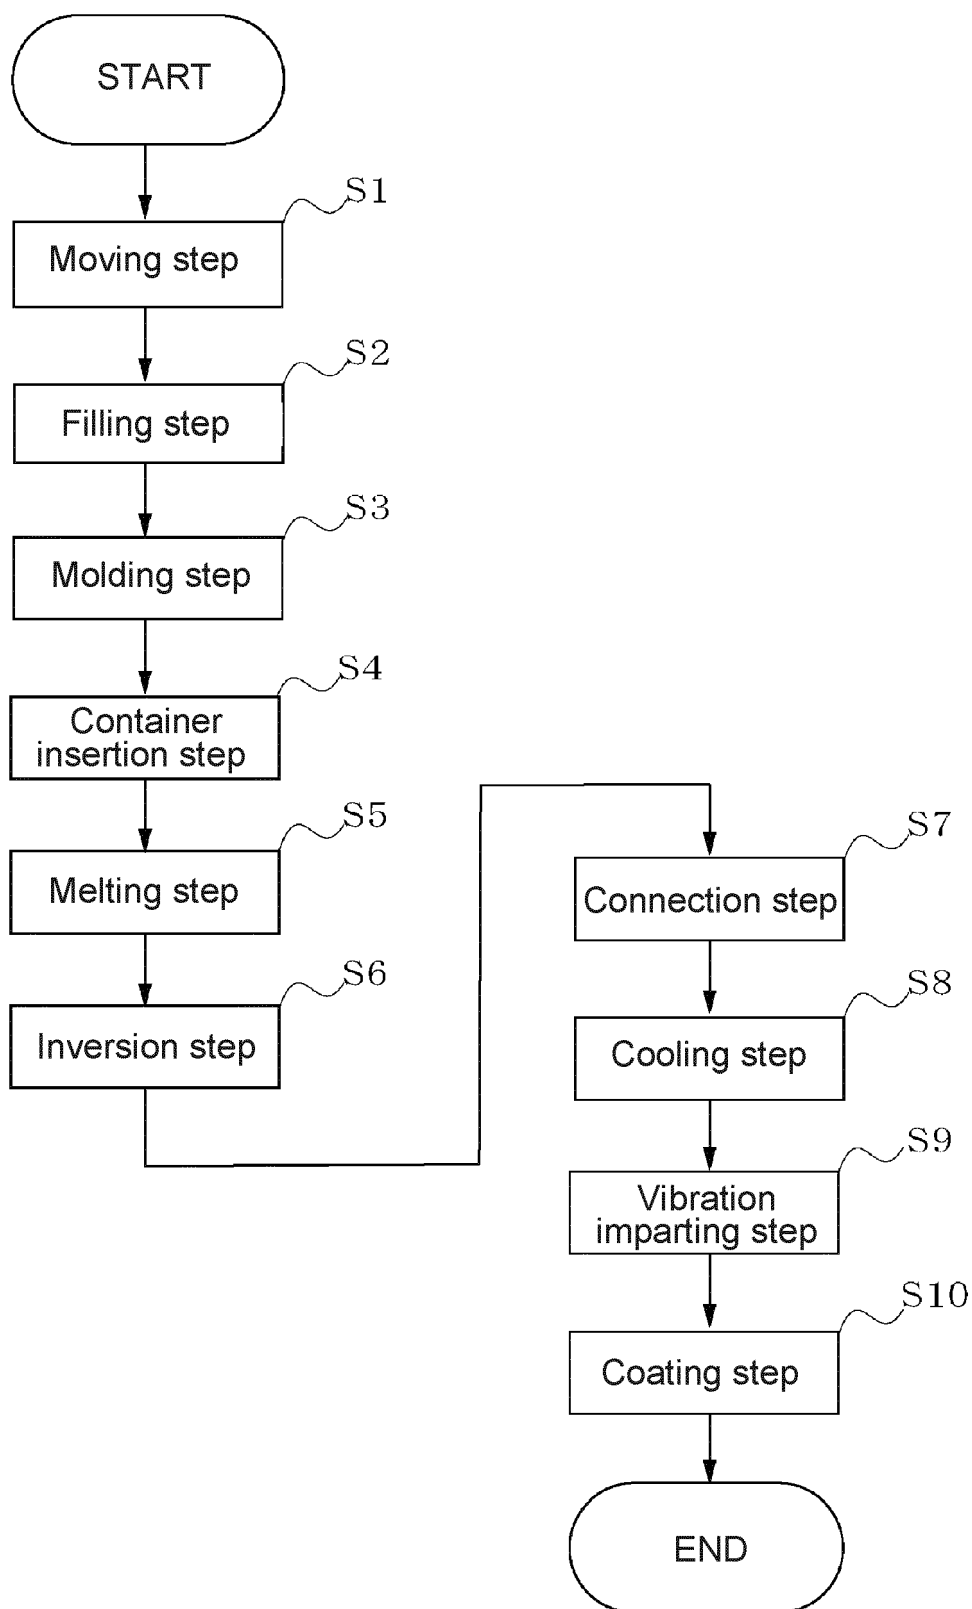 START
S1
Moving step
S2
Filling step
S3
Molding step
S4
Container
insertion step
S5
Melting step
S6
Inversion step
S7
Connection step
S8
Cooling step
S9
Vibration
imparting step
S10
Coating step
END